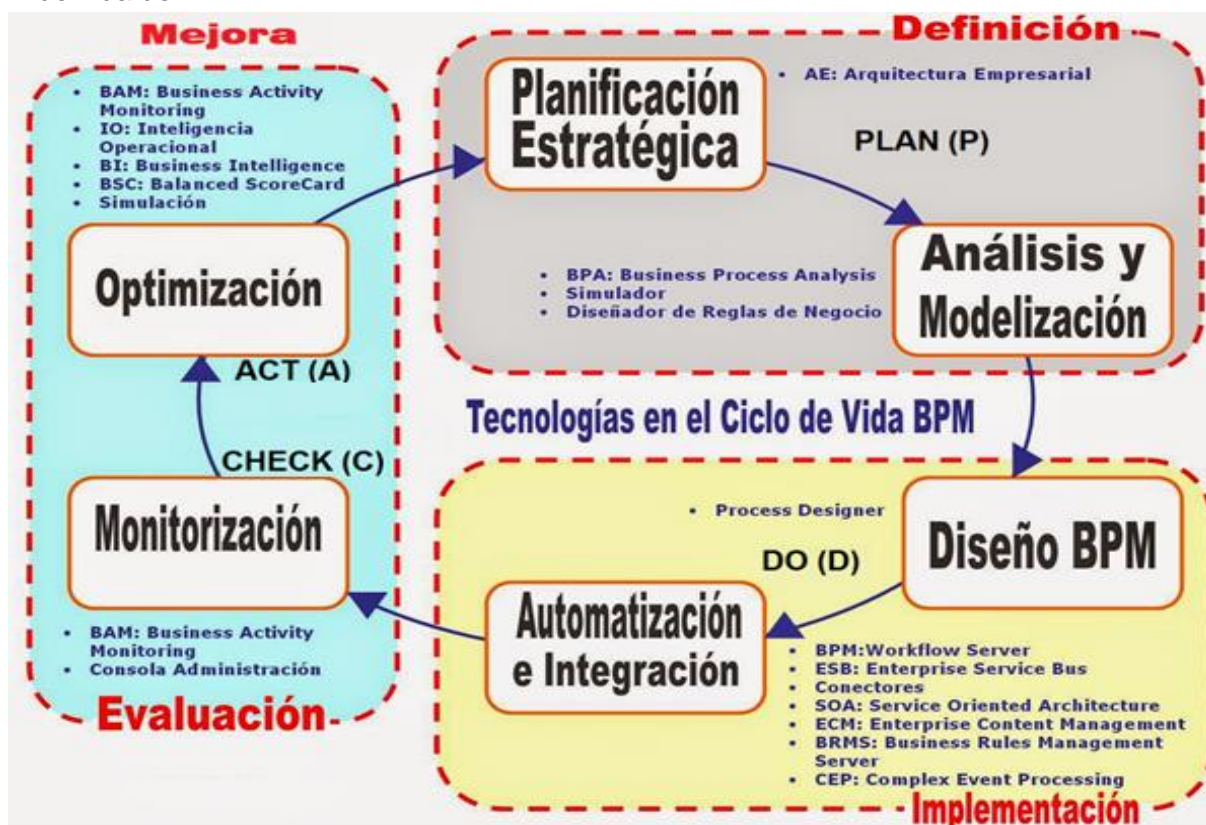 Mejora
Definición
• BAM: Business Activity
Monitoring
• IO: Inteligencia
Operacional
• BI: Business Intelligence
• BSC: Balanced ScoreCard
• Simulación
Planificación
Estratégica
• AE: Arquitectura Empresarial
PLAN (P)
Optimización
• BPA: Business Process Analysis
• Simulador
• Diseñador de Reglas de Negocio
Análisis y
Modelización
ACT (A)
Tecnologías en el Ciclo de Vida BPM
CHECK (C)
Monitorización
• Process Designer
DO (D)
Diseño BPM
Automatización
e Integración
• BAM: Business Activity
Monitoring
• Consola Administración
Evaluación
• BPM:Workflow Server
• ESB: Enterprise Service Bus
• Conectores
• SOA: Service Oriented Architecture
• ECM: Enterprise Content Management
• BRMS: Business Rules Management
Server
• CEP: Complex Event Processing
Implementación